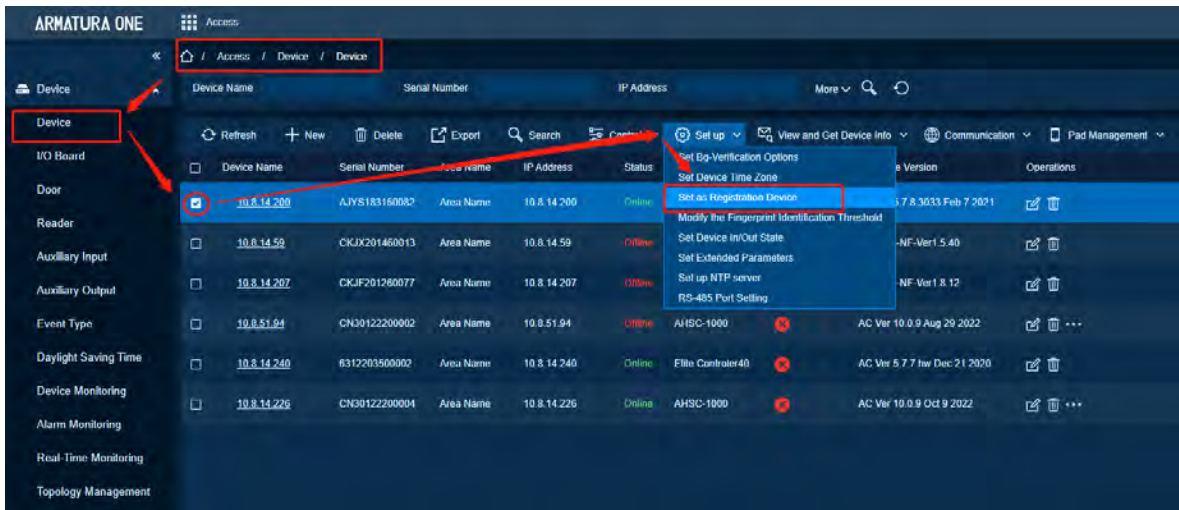 ARMATURA ONE
Access
/ Access / Device / Device
Device
Device
I/O Board
Door
Reader
Auxiliary Input
Auxiliary Output
Event Type
Daylight Saving Time
Device Monitoring
Alarm Monitoring
Real-Time Monitoring
Topology Management
Device Name Serial Number IP Address More
Refresh New Delete Export Search Control Set up View and Get Device Info Communication Pad Management
Device Name Serial Number Area Name IP Address Status e Version Operations
10.8.14.200 AJYS183160082 Area Name 10.8.14.200 Online 5.7.8.3033 Feb 7 2021
10.8.14.59 CKJX201460013 Area Name 10.8.14.59 Offline -NF-Ver1.5.40
10.8.14.207 CKJF201260077 Area Name 10.8.14.207 Offline -NF-Ver1.8.12
10.8.51.94 CN30122200002 Area Name 10.8.51.94 Offline AHSC-1000 AC Ver 10.0.9 Aug 29 2022
10.8.14.240 6312203500002 Area Name 10.8.14.240 Online Elite Controler40 AC Ver 5.7.7 hw Dec 21 2020
10.8.14.226 CN30122200004 Area Name 10.8.14.226 Online AHSC-1000 AC Ver 10.0.9 Oct 9 2022
Set Bg-Verification Options
Set Device Time Zone
Set as Registration Device
Modify the Fingerprint Identification Threshold
Set Device In/Out State
Set Extended Parameters
Set up NTP server
RS-485 Port Setting